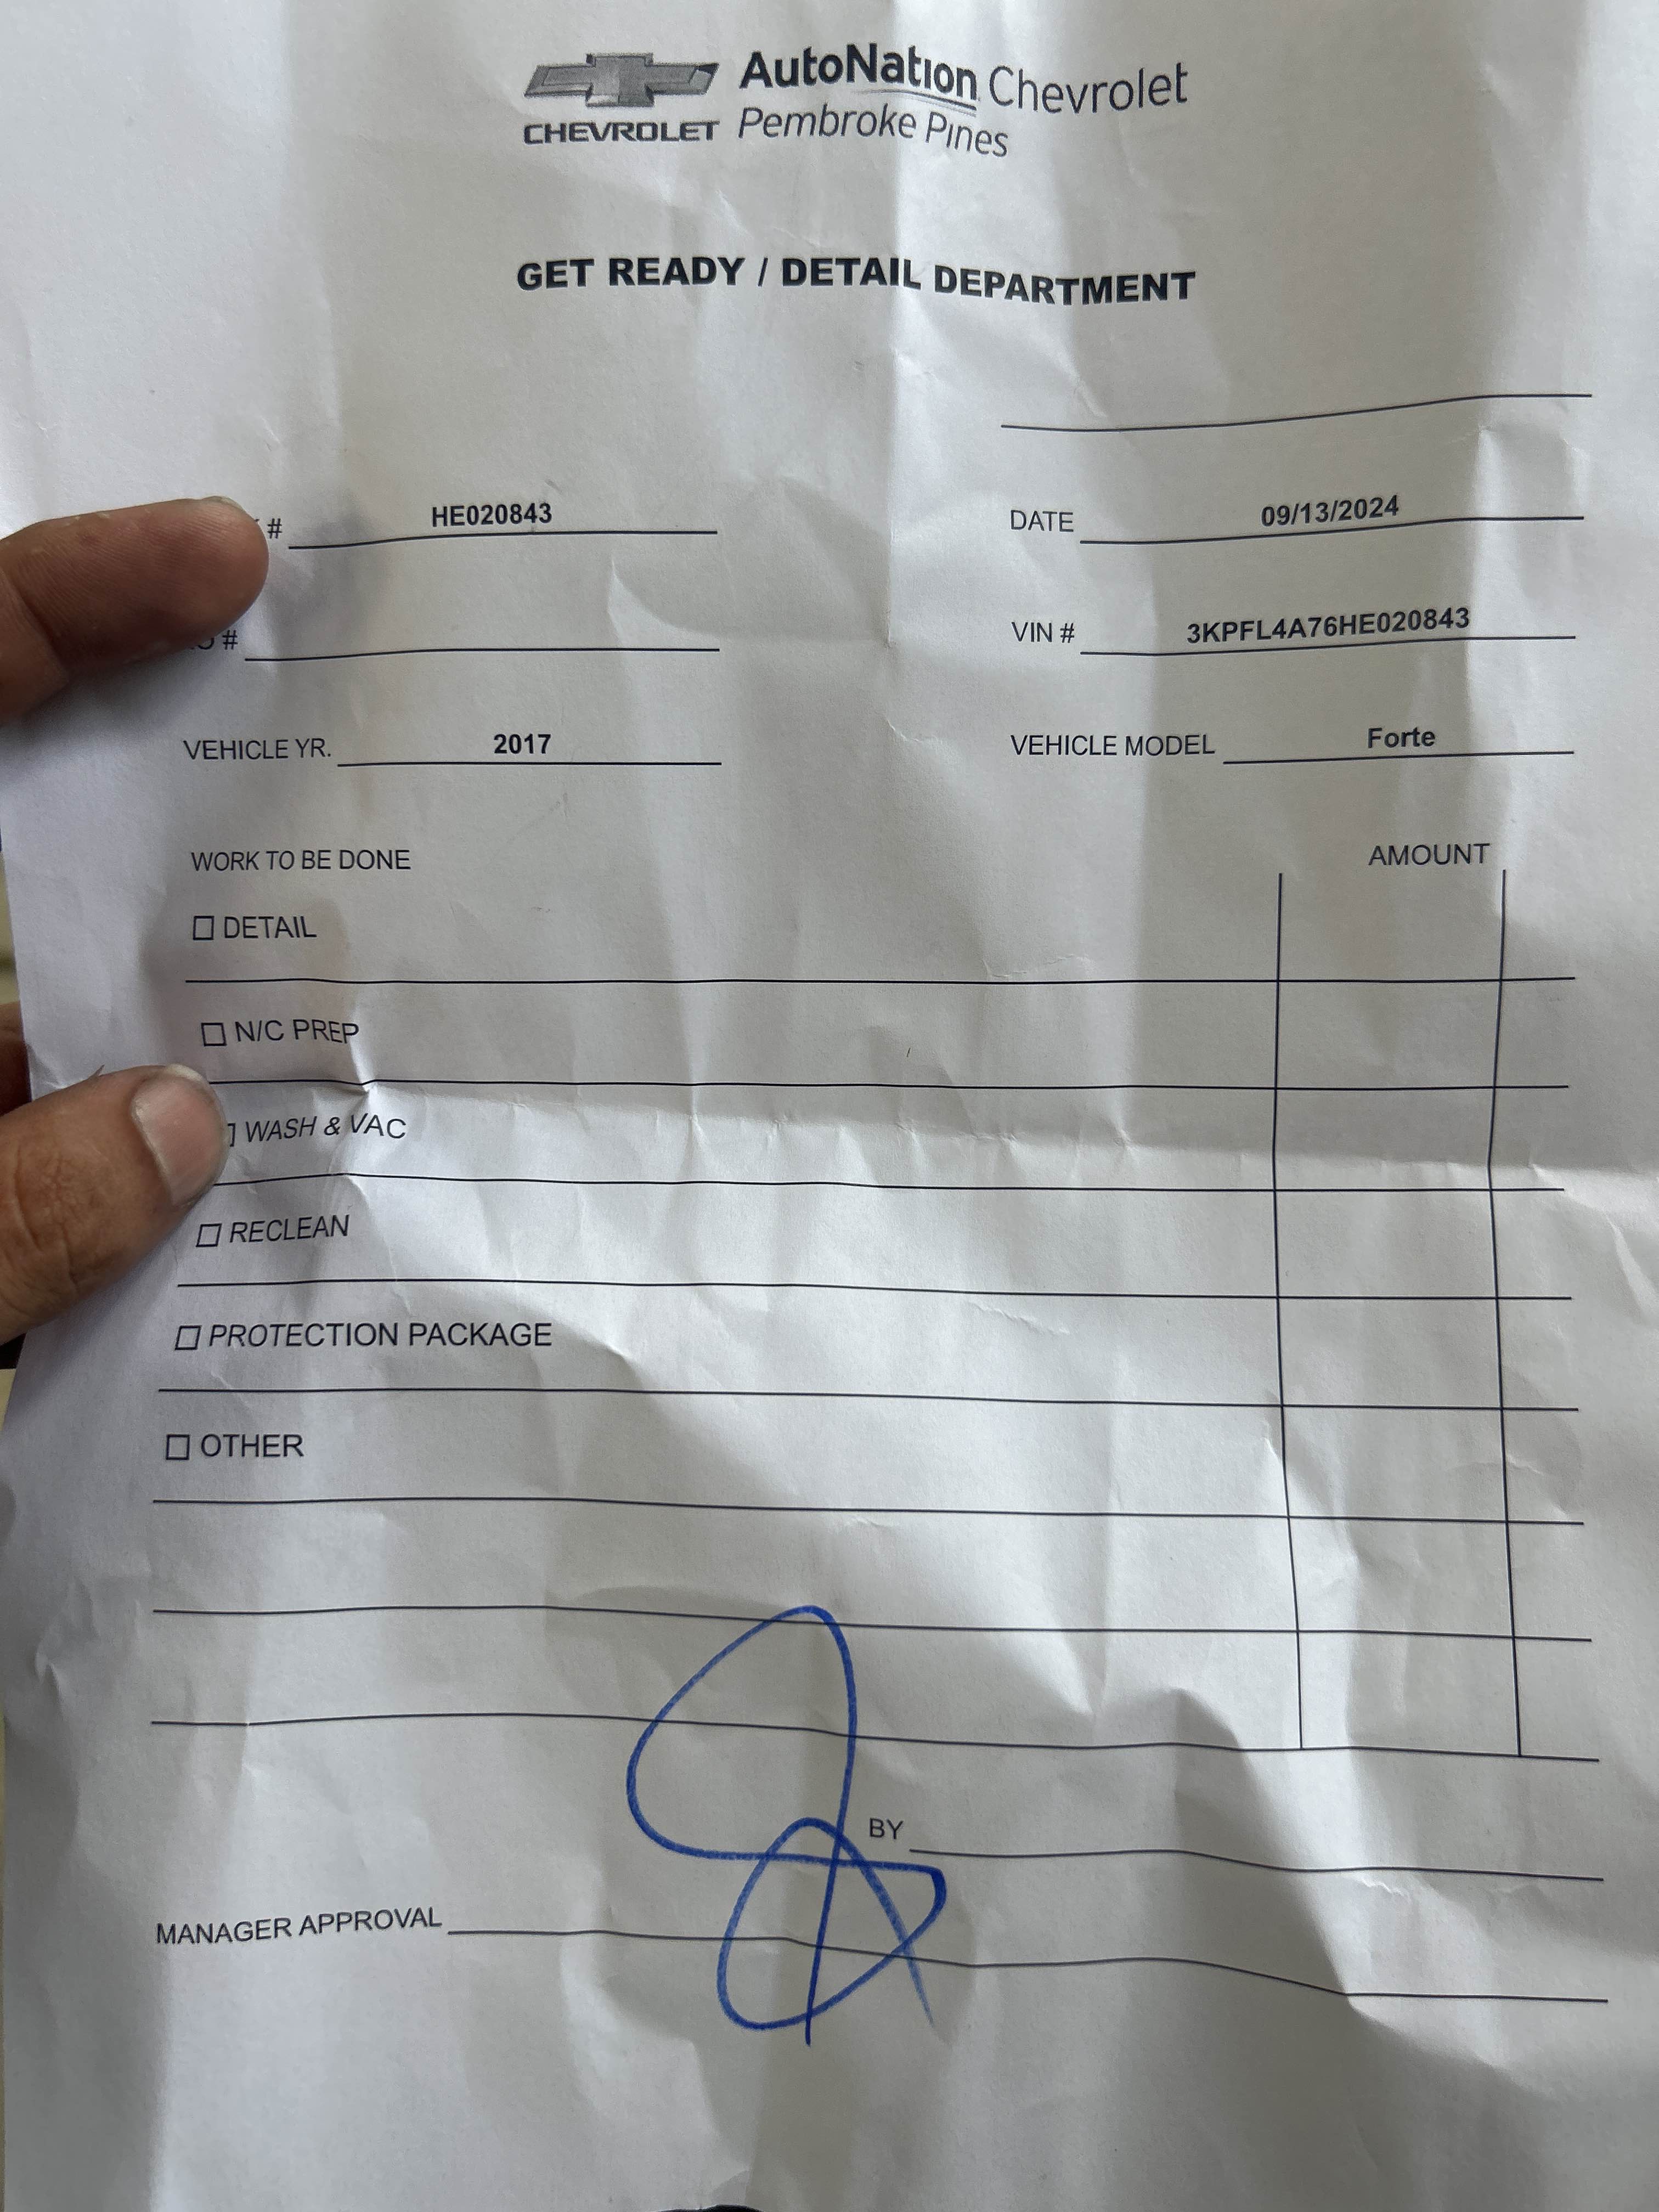 AutoNation Chevrolet
CHEVROLET Pembroke Pines
GET READY / DETAIL DEPARTMENT
# HE020843 DATE 09/13/2024
# VIN # 3KPFL4A76HE020843
VEHICLE YR. 2017 VEHICLE MODEL Forte
WORK TO BE DONE AMOUNT
DETAIL
N/C PREP
WASH & VAC
RECLEAN
PROTECTION PACKAGE
OTHER
BY
MANAGER APPROVAL